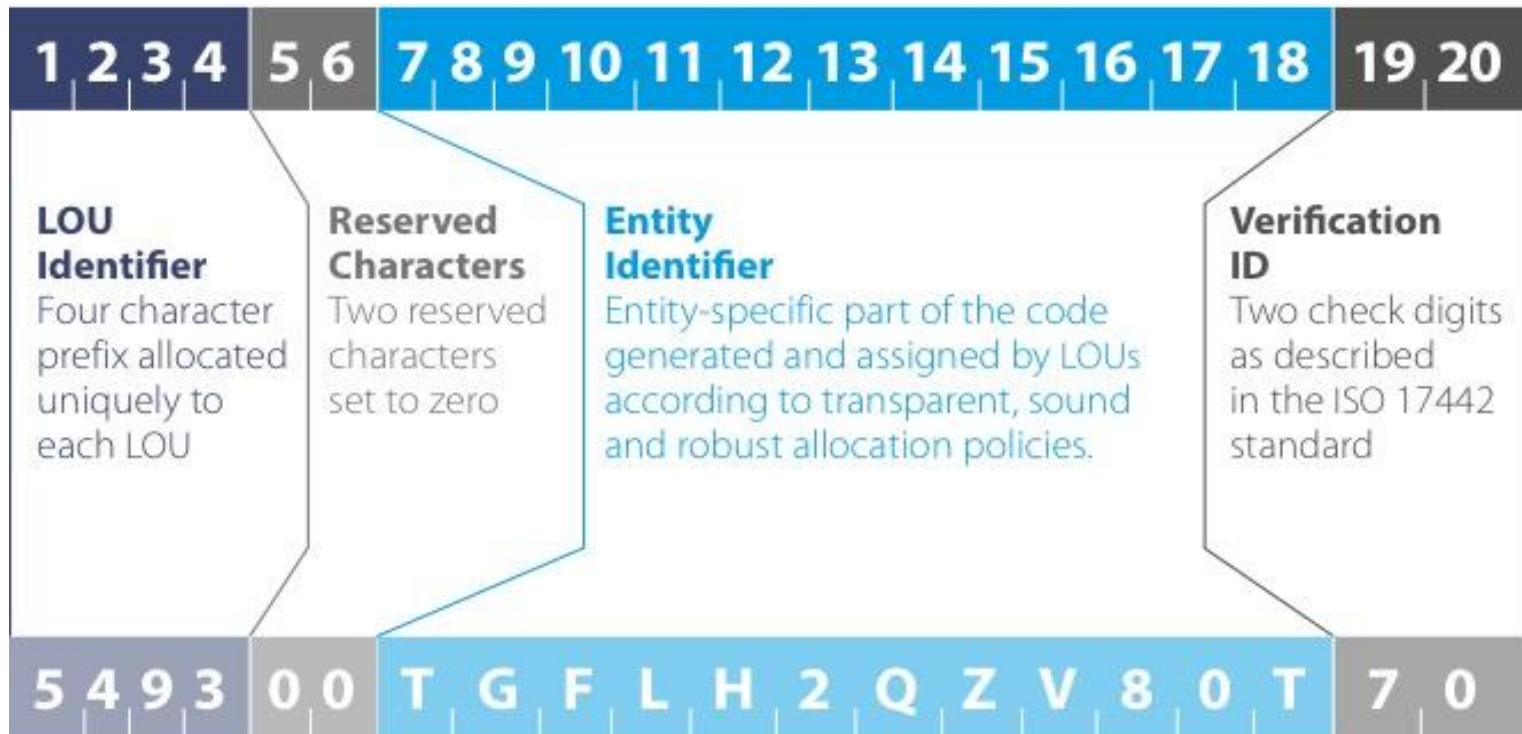 1 2 3 4 5 6 7 8 9 10 11 12 13 14 15 16 17 18 19 20
LOU
Identifier
Four character
prefix allocated
uniquely to
each LOU
Reserved
Characters
Two reserved
characters
set to zero
Entity
Identifier
Entity-specific part of the code
generated and assigned by LOUs
according to transparent, sound
and robust allocation policies.
Verification
ID
Two check digits
as described
in the ISO 17442
standard
5 4 9 3 0 0 T G F L H 2 Q Z V 8 0 T 7 0